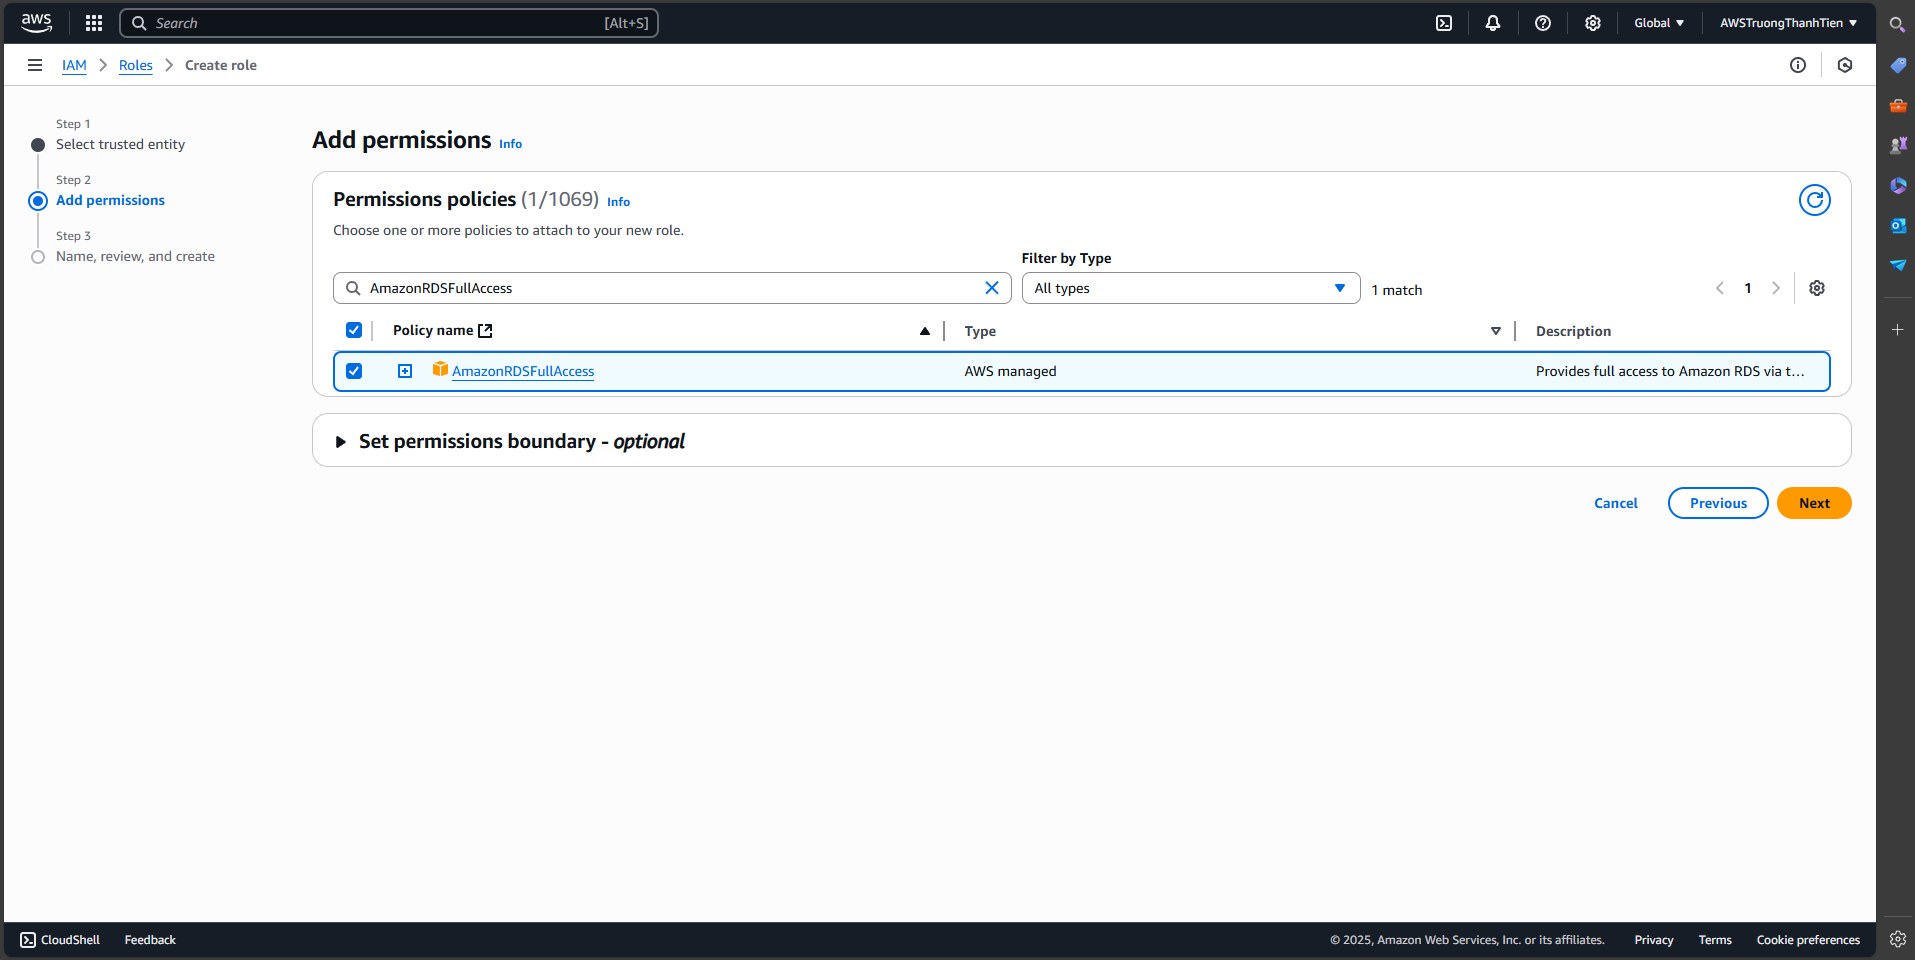 aws
Search
[Alt+S]
Global
AWSTruongThanhTien
IAM
Roles
Create role
Step 1
Select trusted entity
Step 2
Add permissions
Step 3
Name, review, and create
Add permissions Info
Permissions policies (1/1069) Info
Choose one or more policies to attach to your new role.
Filter by Type
AmazonRDSFullAccess
All types
1 match
1
Policy name
Type
Description
AmazonRDSFullAccess
AWS managed
Provides full access to Amazon RDS via t...
Set permissions boundary - optional
Cancel
Previous
Next
CloudShell
Feedback
© 2025, Amazon Web Services, Inc. or its affiliates.
Privacy
Terms
Cookie preferences